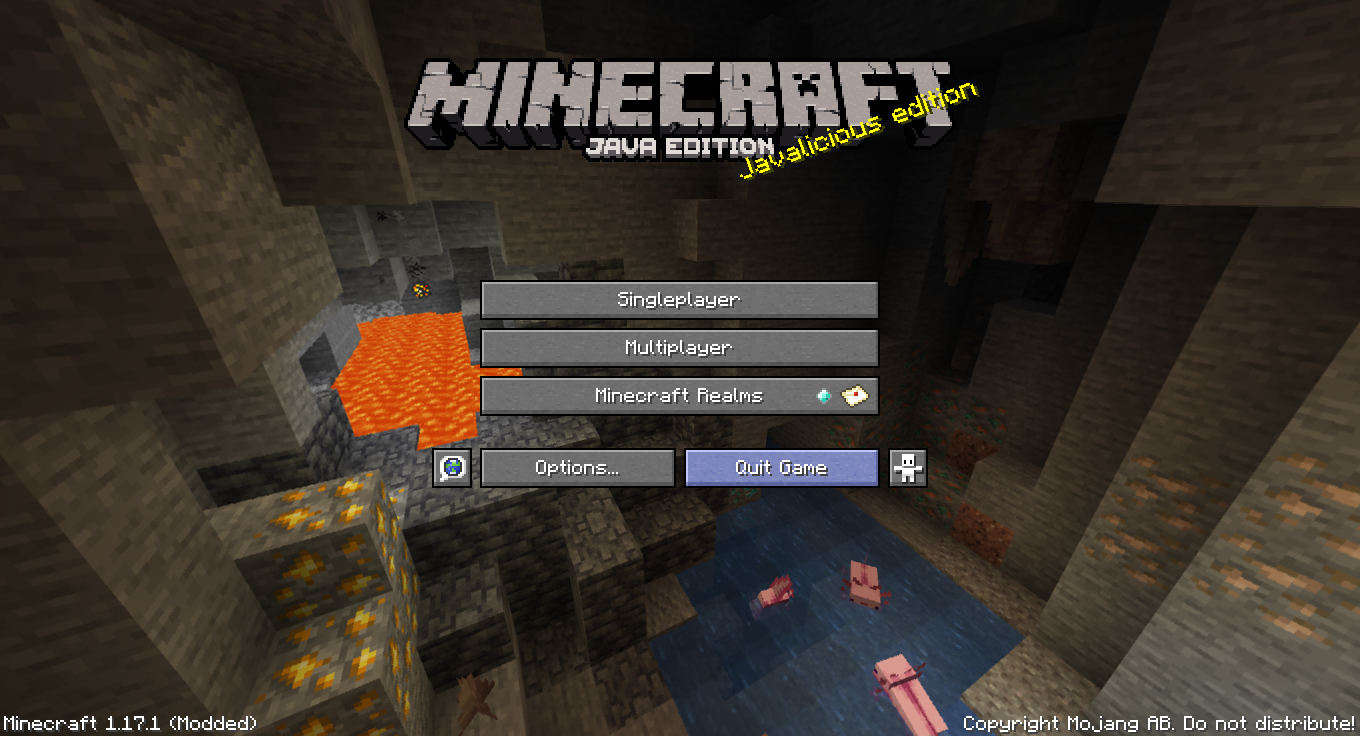 MINECRAFT
JAVA EDITION
Javalicious edition
Singleplayer
Multiplayer
Minecraft Realms
Options...
Quit Game
Minecraft 1.17.1 (Modded)
Copyright Mojang AB. Do not distribute!